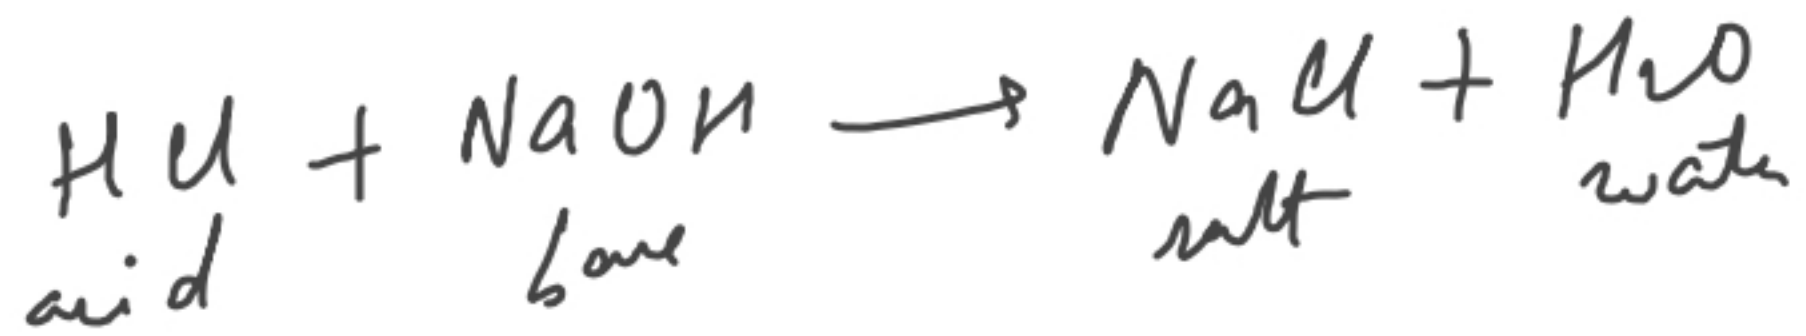 HCl + NaOH → NaCl + H₂O
acid base salt water